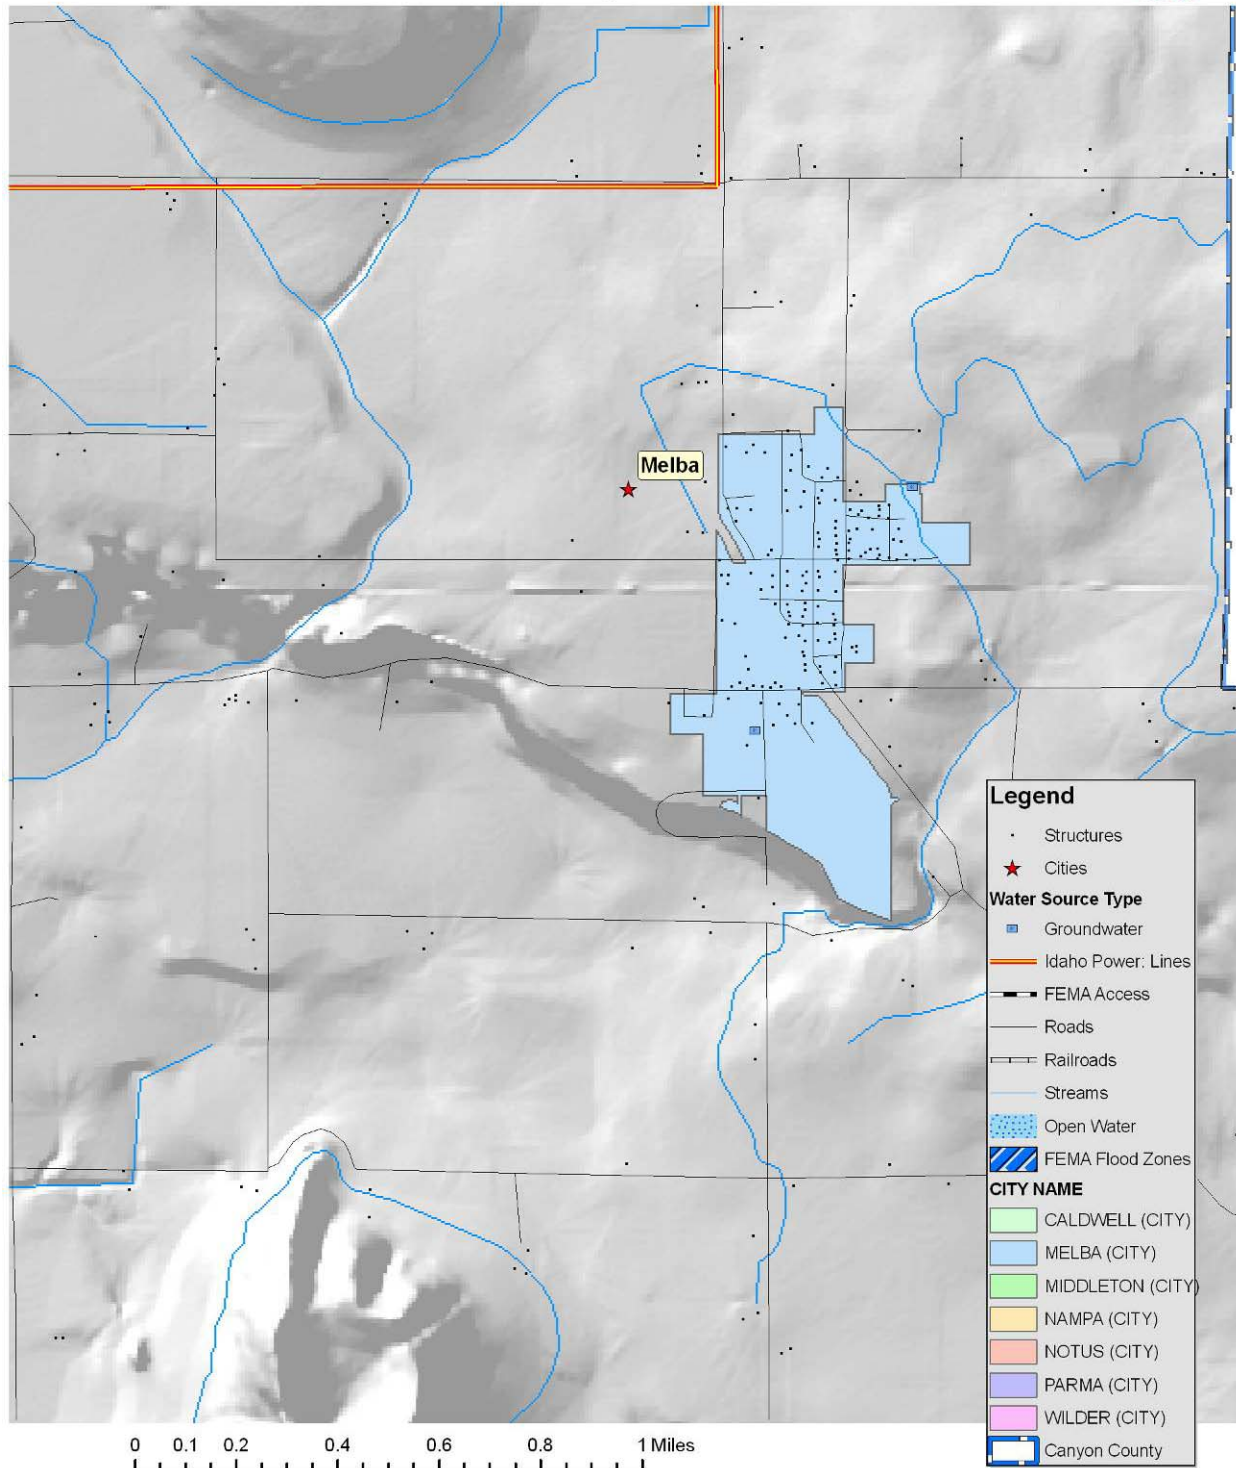 Melba
Legend
Structures
Cities
Water Source Type
Groundwater
Idaho Power: Lines
FEMA Access
Roads
Railroads
Streams
Open Water
FEMA Flood Zones
CITY NAME
CALDWELL (CITY)
MELBA (CITY)
MIDDLETON (CITY)
NAMPA (CITY)
NOTUS (CITY)
PARMA (CITY)
WILDER (CITY)
Canyon County
0 0.1 0.2 0.4 0.6 0.8 1 Miles